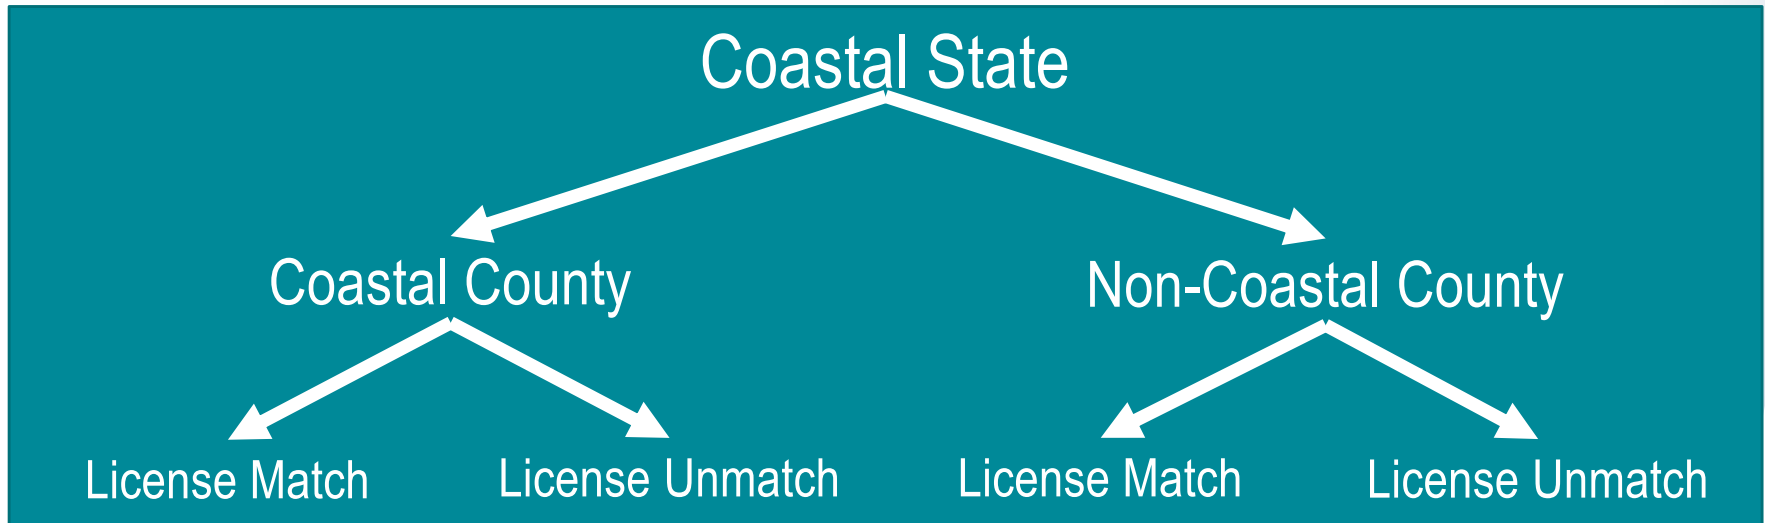 Coastal State
Coastal County
Non-Coastal County
License Match
License Unmatch
License Match
License Unmatch